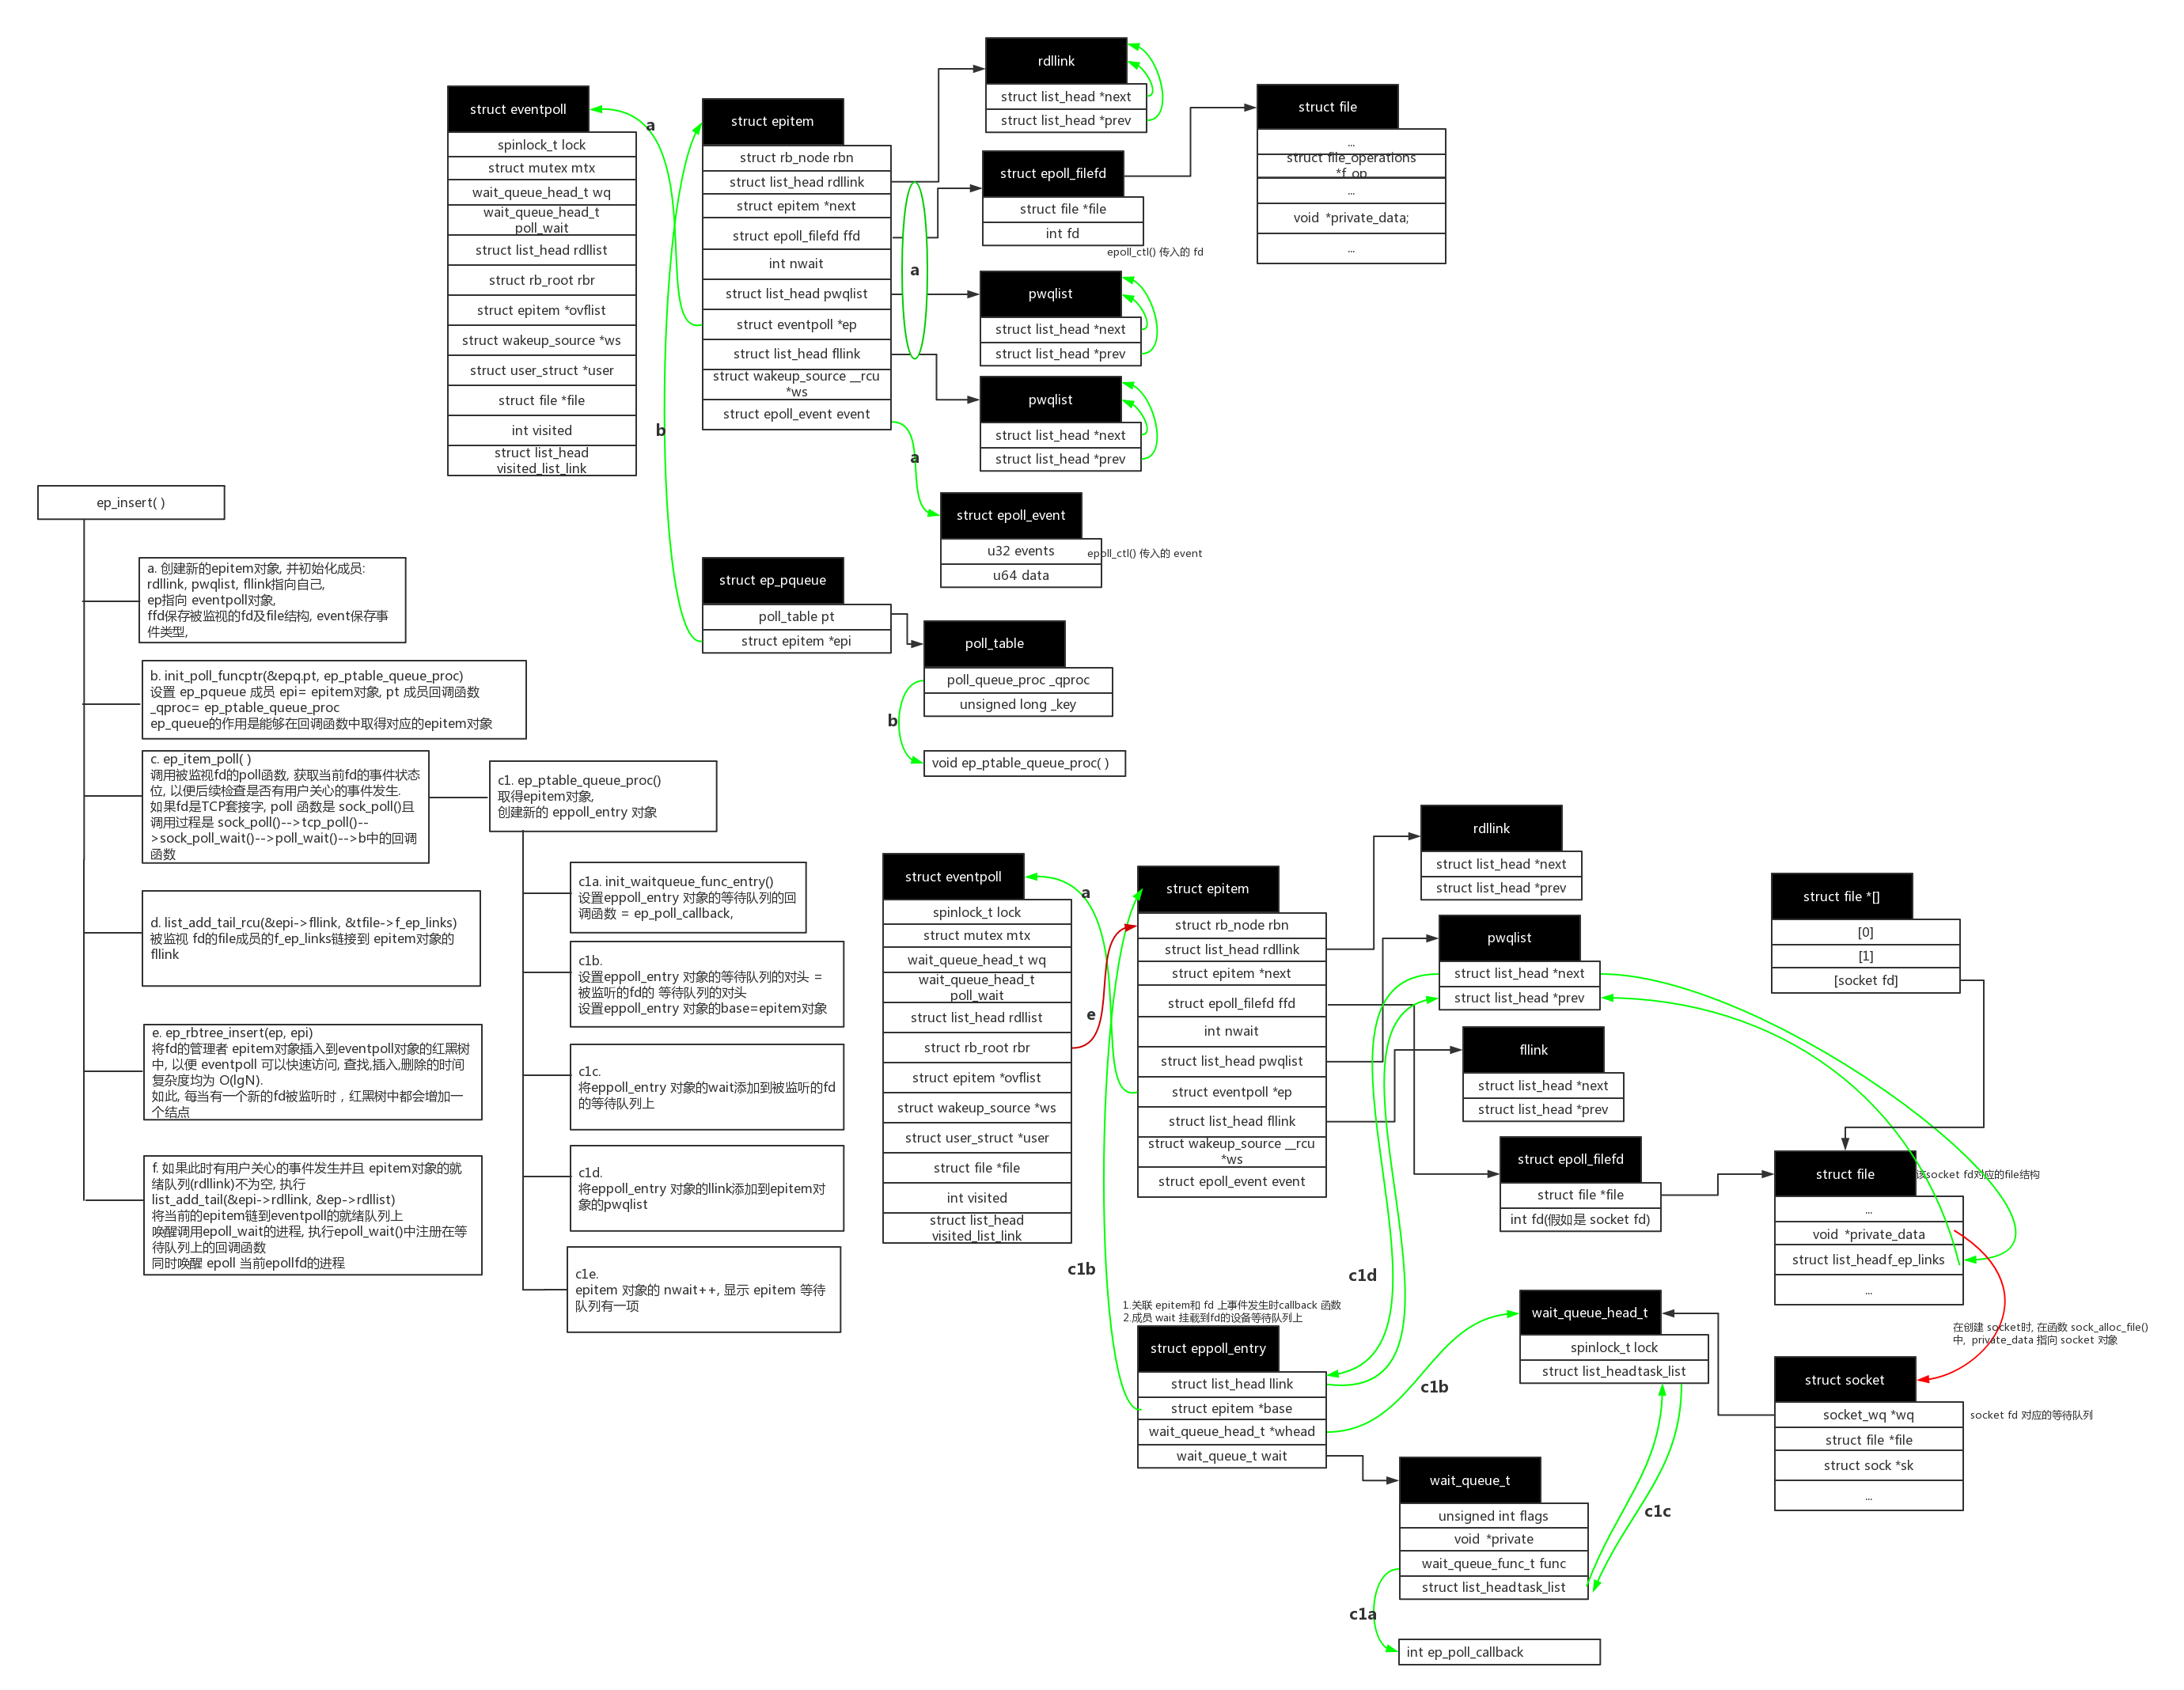 rdllink
struct list_head *next
struct list_head *prev
struct eventpoll
spinlock_t lock
struct mutex mtx
wait_queue_head_t wq
wait_queue_head_t
poll_wait
struct list_head rdllist
struct rb_root rbr
struct epitem *ovflist
struct wakeup_source *ws
struct user_struct *user
struct file *file
int visited
struct list_head
visited_list_link
a
b
struct epitem
struct rb_node rbn
struct list_head rdllink
struct epitem *next
struct epoll_filefd ffd
int nwait
struct list_head pwqlist
struct eventpoll *ep
struct list_head fllink
struct wakeup_source __rcu
*ws
struct epoll_event event
a
a
struct epoll_filefd
struct file *file
int fd
epoll_ctl() 传入的 fd
struct file
...
struct file_operations
*f_op
...
void *private_data;
...
pwqlist
struct list_head *next
struct list_head *prev
pwqlist
struct list_head *next
struct list_head *prev
struct epoll_event
u32 events
u64 data
epoll_ctl() 传入的 event
struct ep_pqueue
poll_table pt
struct epitem *epi
poll_table
poll_queue_proc _qproc
unsigned long _key
b
void ep_ptable_queue_proc( )
ep_insert( )
a. 创建新的epitem对象, 并初始化成员:
rdllink, pwqlist, fllink指向自己,
ep指向 eventpoll对象,
ffd保存被监视的fd及file结构, event保存事
件类型,
b. init_poll_funcptr(&epq.pt, ep_ptable_queue_proc)
设置 ep_pqueue 成员 epi= epitem对象, pt 成员回调函数
_qproc= ep_ptable_queue_proc
ep_queue的作用是能够在回调函数中取得对应的epitem对象
c. ep_item_poll( )
调用被监视fd的poll函数, 获取当前fd的事件状态
位, 以便后续检查是否有用户关心的事件发生.
如果fd是TCP套接字, poll 函数是 sock_poll()且
调用过程是 sock_poll()-->tcp_poll()--
>sock_poll_wait()-->poll_wait()-->b中的回调
函数
c1. ep_ptable_queue_proc()
取得epitem对象,
创建新的 eppoll_entry 对象
c1a. init_waitqueue_func_entry()
设置eppoll_entry 对象的等待队列的回
调函数 = ep_poll_callback,
c1b.
设置eppoll_entry 对象的等待队列的对头 =
被监听的fd的 等待队列的对头
设置eppoll_entry 对象的base=epitem对象
c1c.
将eppoll_entry 对象的wait添加到被监听的fd
的等待队列上
c1d.
将eppoll_entry 对象的llink添加到epitem对
象的pwqlist
c1e.
epitem 对象的 nwait++, 显示 epitem 等待
队列有一项
d. list_add_tail_rcu(&epi->fllink, &tfile->f_ep_links)
被监视 fd的file成员的f_ep_links链接到 epitem对象的
fllink
e. ep_rbtree_insert(ep, epi)
将fd的管理者 epitem对象插入到eventpoll对象的红黑树
中, 以便 eventpoll 可以快速访问, 查找,插入,删除的时间
复杂度均为 O(lgN).
如此, 每当有一个新的fd被监听时，红黑树中都会增加一
个结点
f. 如果此时有用户关心的事件发生并且 epitem对象的就
绪队列(rdllink)不为空, 执行
list_add_tail(&epi->rdllink, &ep->rdllist)
将当前的epitem链到eventpoll的就绪队列上
唤醒调用epoll_wait的进程, 执行epoll_wait()中注册在等
待队列上的回调函数
同时唤醒 epoll 当前epollfd的进程
struct eventpoll
spinlock_t lock
struct mutex mtx
wait_queue_head_t wq
wait_queue_head_t
poll_wait
struct list_head rdllist
struct rb_root rbr
struct epitem *ovflist
struct wakeup_source *ws
struct user_struct *user
struct file *file
int visited
struct list_head
visited_list_link
a
e
c1b
struct epitem
struct rb_node rbn
struct list_head rdllink
struct epitem *next
struct epoll_filefd ffd
int nwait
struct list_head pwqlist
struct eventpoll *ep
struct list_head fllink
struct wakeup_source __rcu
*ws
struct epoll_event event
rdllink
struct list_head *next
struct list_head *prev
pwqlist
struct list_head *next
struct list_head *prev
fllink
struct list_head *next
struct list_head *prev
struct epoll_filefd
struct file *file
int fd(假如是 socket fd)
struct file *[]
[0]
[1]
[socket fd]
struct file
该socket fd对应的file结构
...
void *private_data
struct list_headf_ep_links
...
c1d
1.关联 epitem和 fd 上事件发生时callback 函数
2.成员 wait 挂载到fd的设备等待队列上
struct eppoll_entry
struct list_head llink
struct epitem *base
wait_queue_head_t *whead
wait_queue_t wait
c1b
wait_queue_head_t
spinlock_t lock
struct list_headtask_list
在创建 socket时, 在函数 sock_alloc_file()
中, private_data 指向 socket 对象
struct socket
socket_wq *wq
struct file *file
struct sock *sk
...
socket fd 对应的等待队列
wait_queue_t
unsigned int flags
void *private
wait_queue_func_t func
struct list_headtask_list
c1c
c1a
int ep_poll_callback